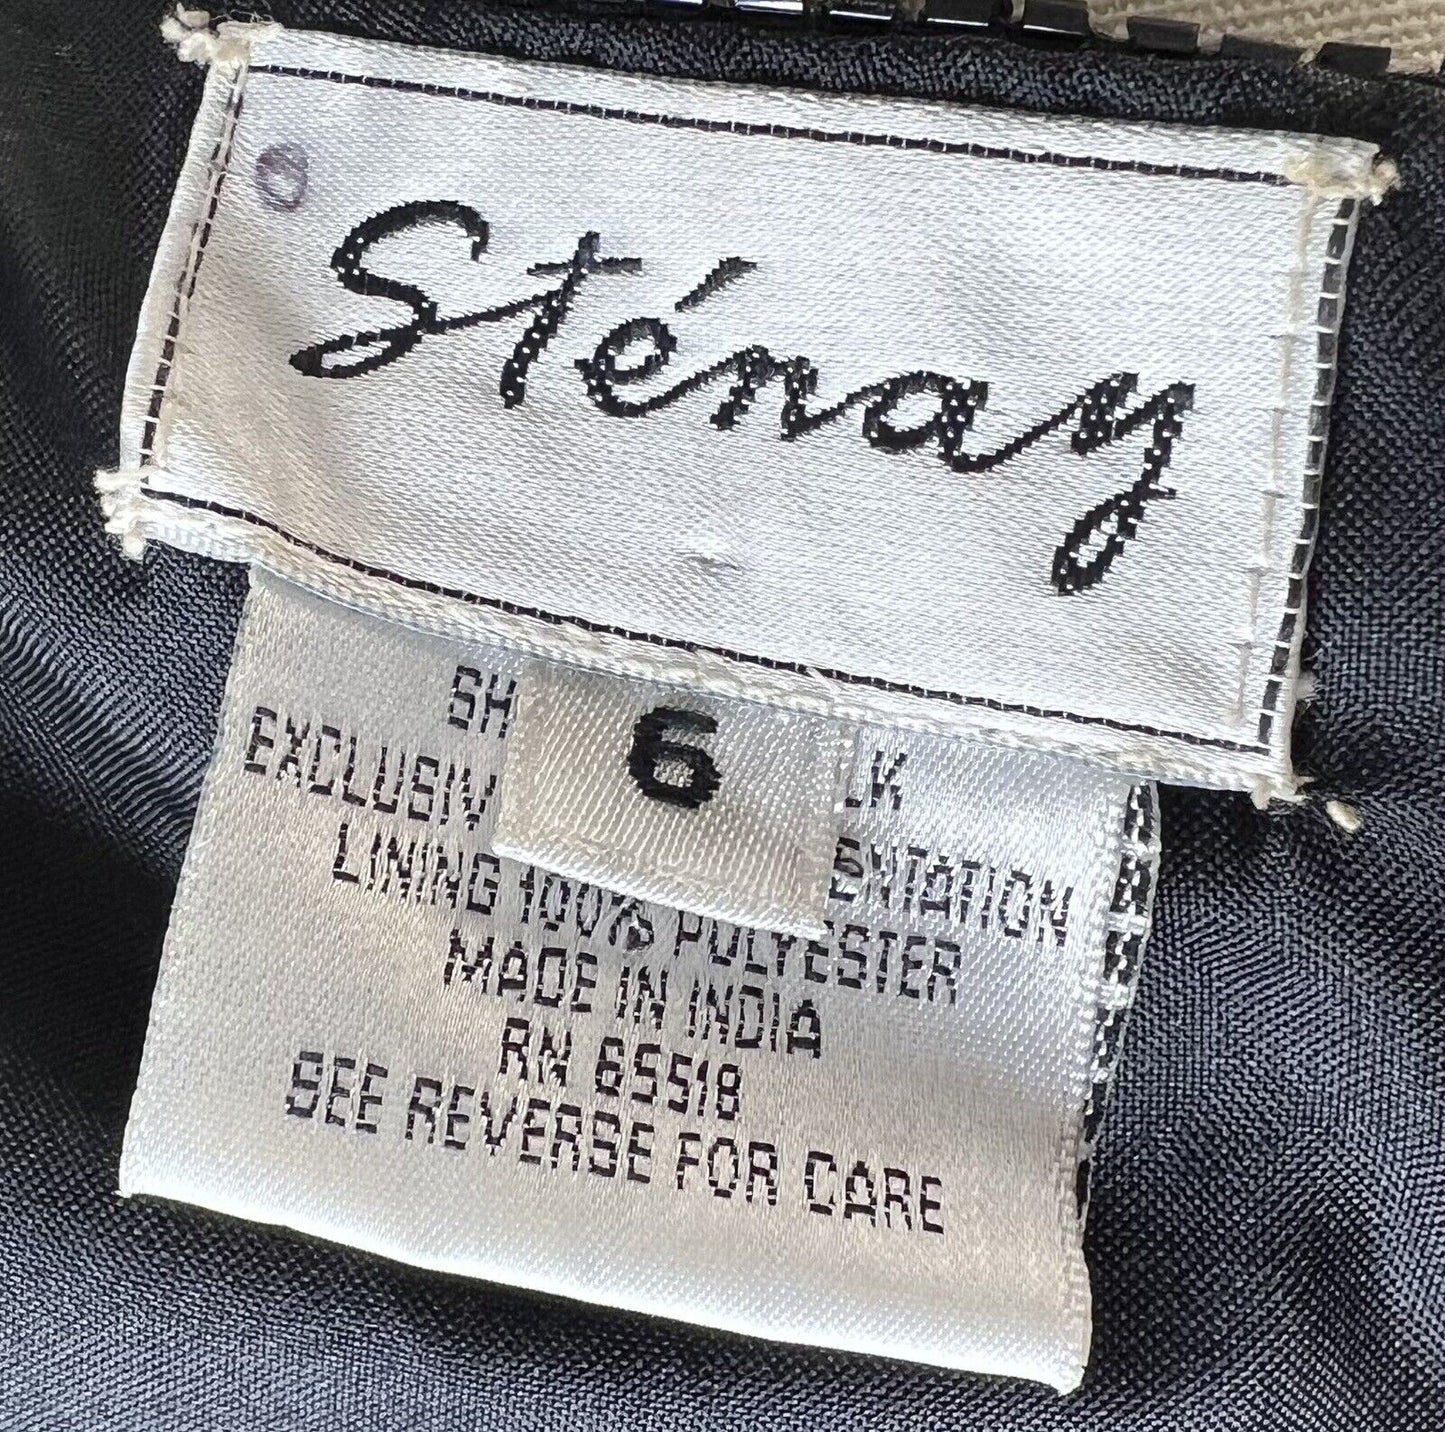 Sténay
6
LINING 100% POLYESTER
MADE IN INDIA
RN 65518
SEE REVERSE FOR CARE